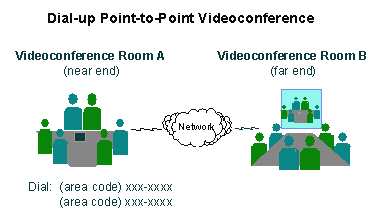 Dial-up Point-to-Point Videoconference
Videoconference Room A
(near end)
Videoconference Room B
(far end)
Network
Dial: (area code) xxx-xxxx
(area code) xxx-xxxx